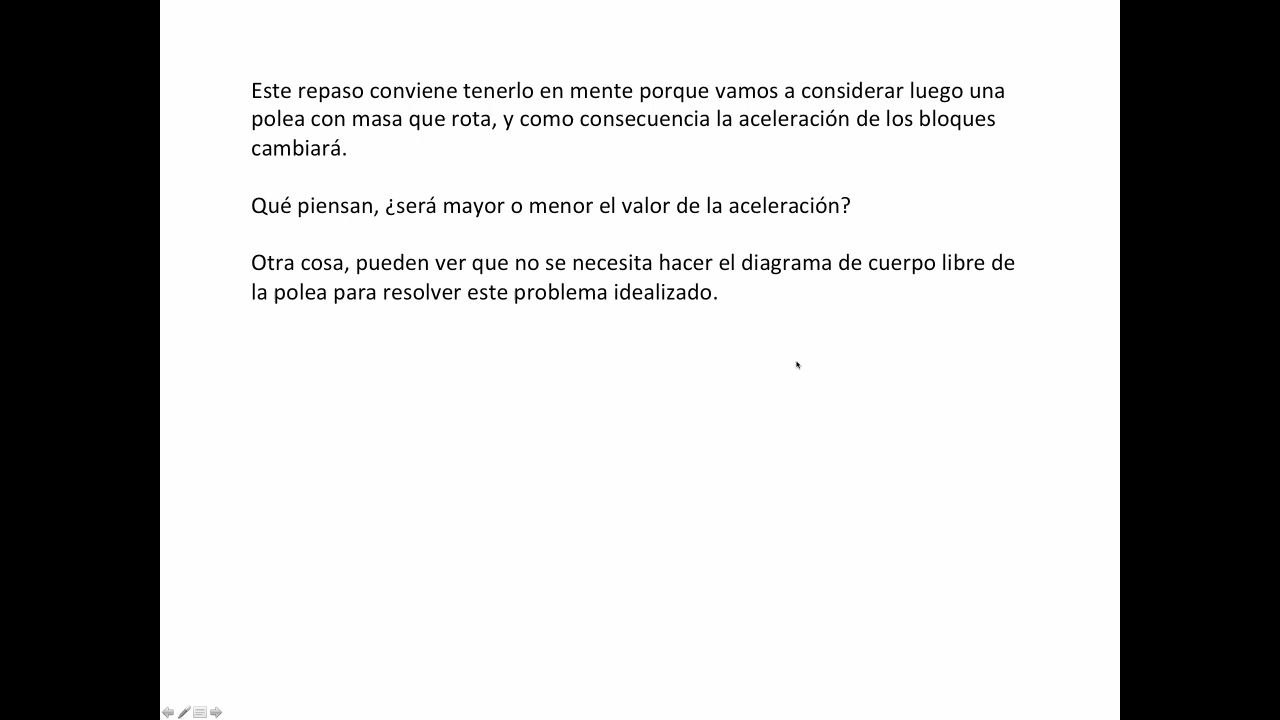 Este repaso conviene tenerlo en mente porque vamos a considerar luego una
polea con masa que rota, y como consecuencia la aceleración de los bloques
cambiará.
Qué piensan, ¿será mayor o menor el valor de la aceleración?
Otra cosa, pueden ver que no se necesita hacer el diagrama de cuerpo libre de
la polea para resolver este problema idealizado.